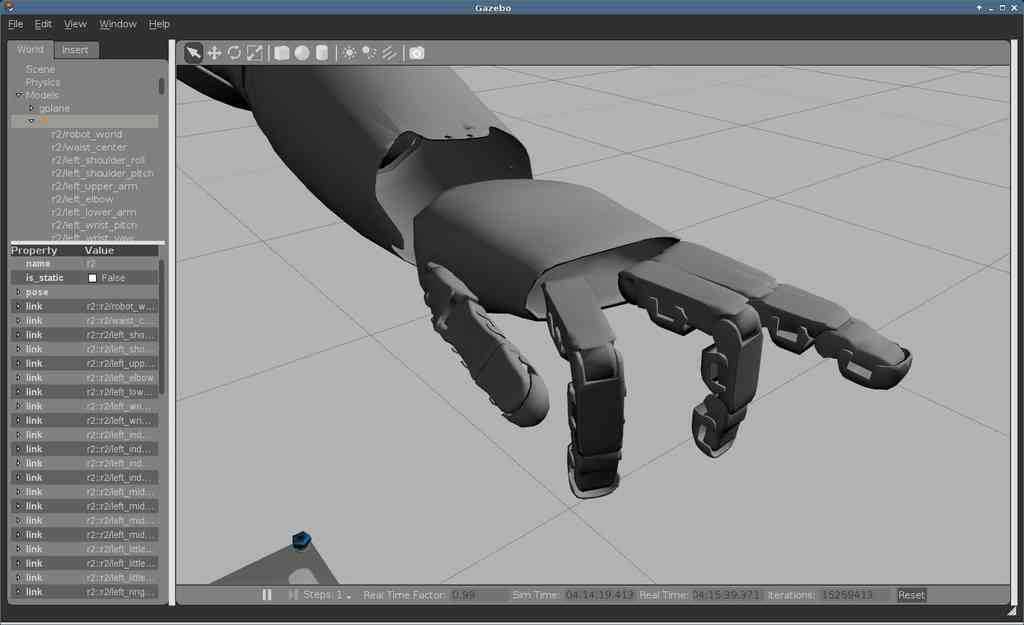 Gazebo
File Edit View Window Help
World Insert
Scene
Physics
Models
gplane
r2/robot_world
r2/waist_center
r2/left_shoulder_roll
r2/left_shoulder_pitch
r2/left_upper_arm
r2/left_elbow
r2/left_lower_arm
r2/left_wrist_pitch
r2/left_wrist_yaw
Property Value
name r2
is_static False
pose
link r2::r2/robot_w...
link r2::r2/waist_c...
link r2::r2/left_sho...
link r2::r2/left_sho...
link r2::r2/left_upp...
link r2::r2/left_elbow
link r2::r2/left_low...
link r2::r2/left_wri...
link r2::r2/left_wri...
link r2::r2/left_ind...
link r2::r2/left_ind...
link r2::r2/left_ind...
link r2::r2/left_ind...
link r2::r2/left_mid...
link r2::r2/left_mid...
link r2::r2/left_mid...
link r2::r2/left_mid...
link r2::r2/left_little...
link r2::r2/left_little...
link r2::r2/left_little...
link r2::r2/left_ring...
Steps: 1 Real Time Factor: 0.99 Sim Time: 04:14:19.413 Real Time: 04:15:39.371 Iterations: 15259413 Reset